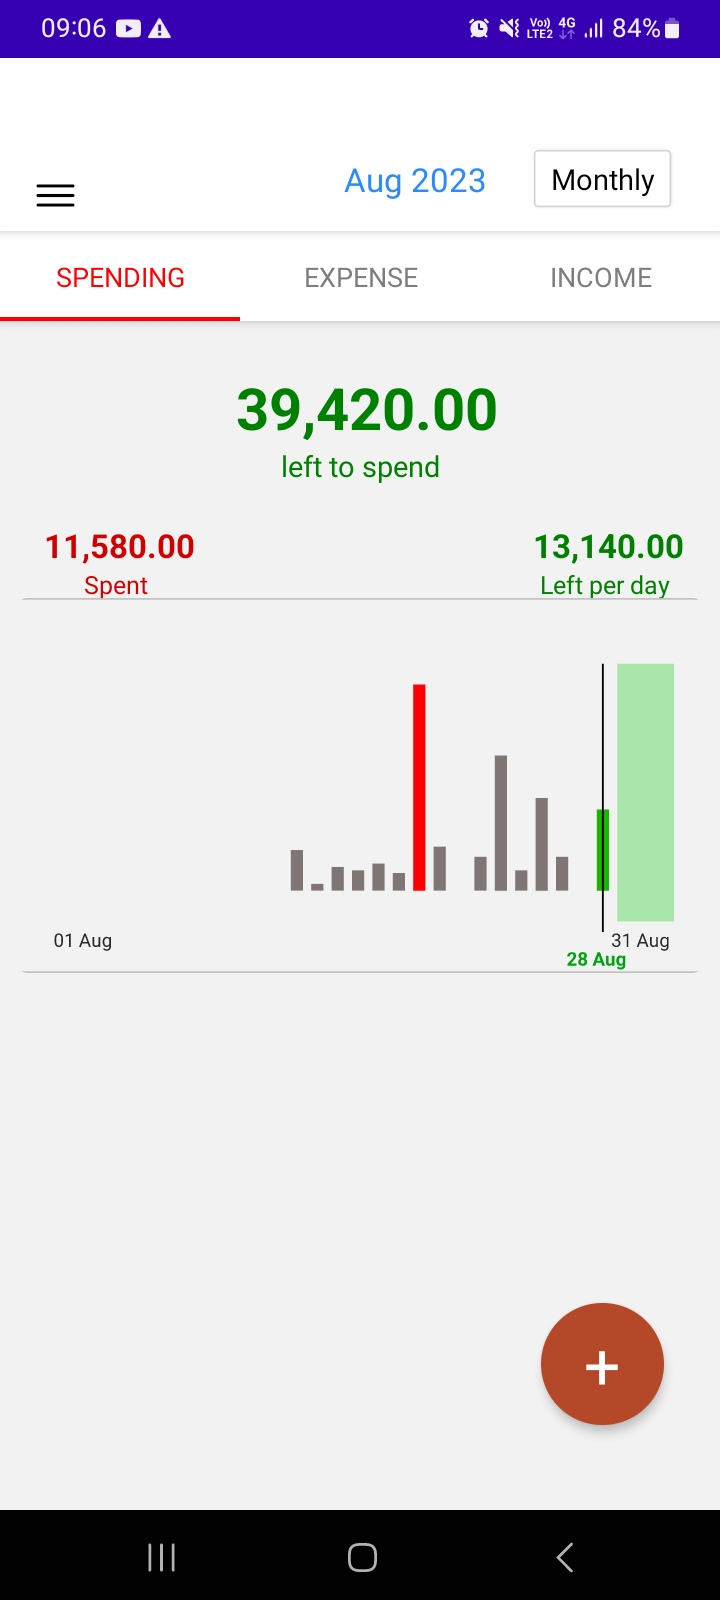 09:06 Vo)) LTE2 4G 84%
Aug 2023 Monthly
SPENDING EXPENSE INCOME
39,420.00
left to spend
11,580.00 13,140.00
Spent Left per day
01 Aug 31 Aug
28 Aug
+